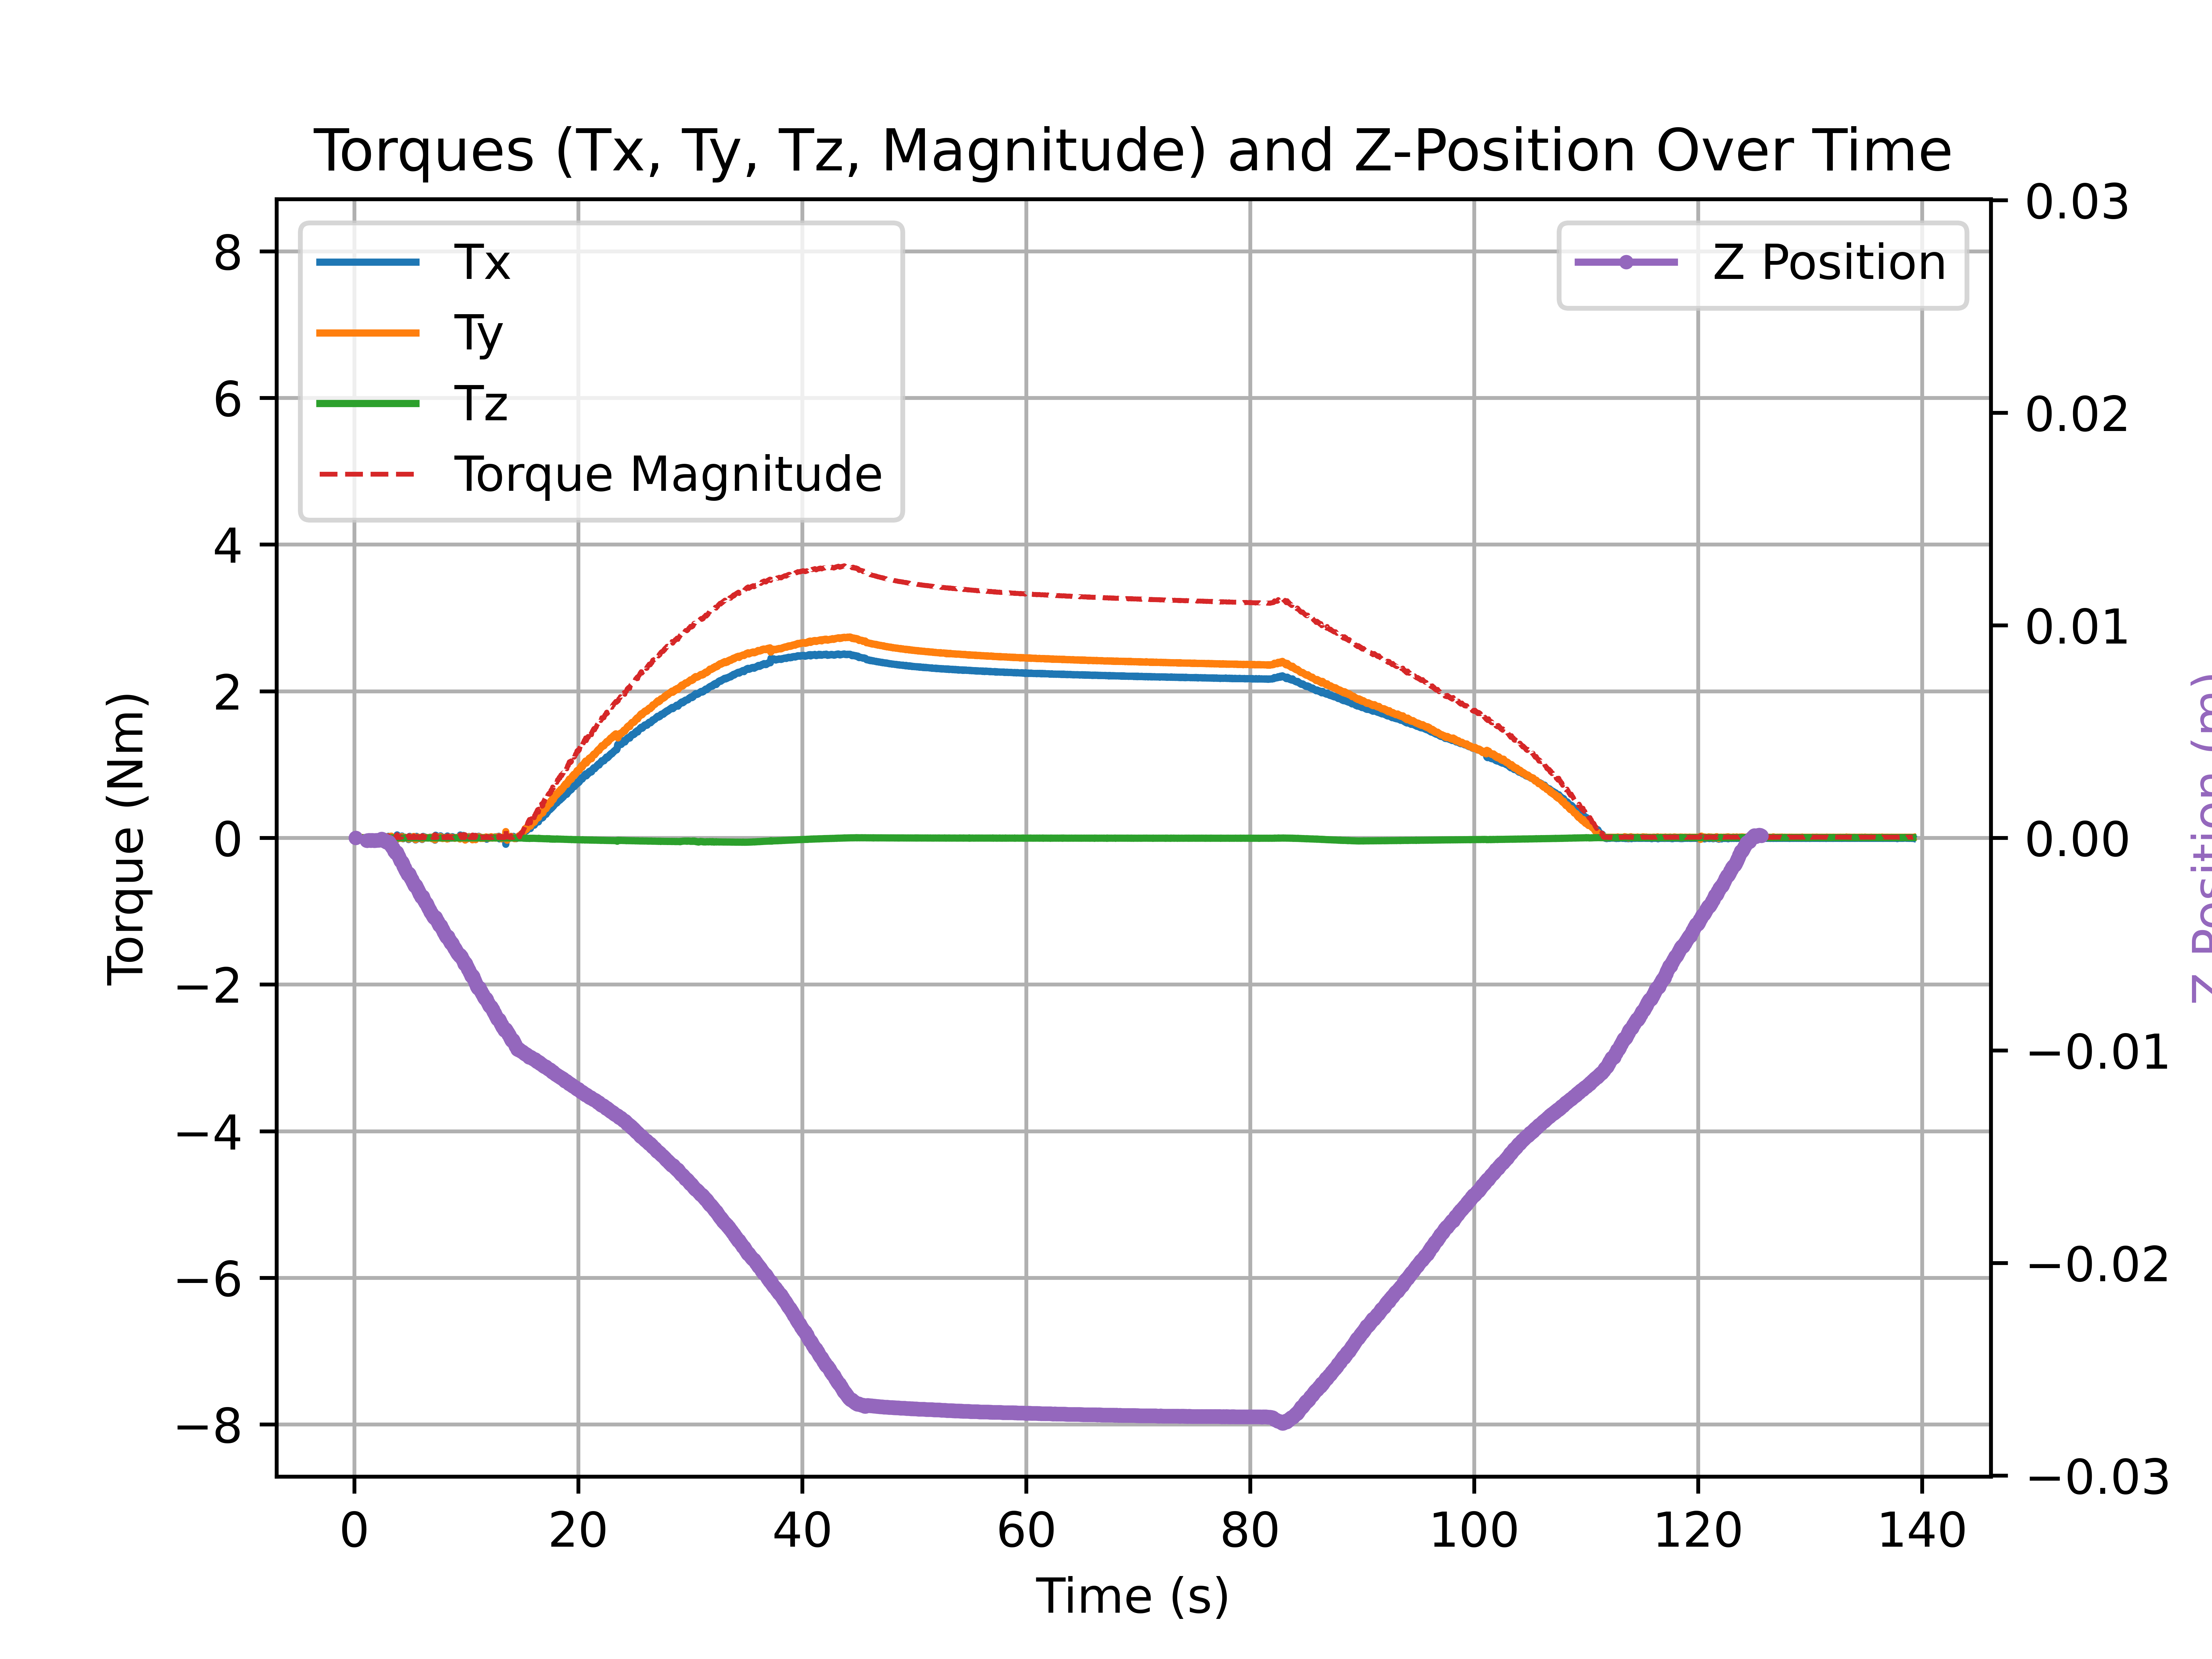 Torques (Tx, Ty, Tz, Magnitude) and Z-Position Over Time
Tx
Ty
Tz
Torque Magnitude
Z Position
8
6
4
2
0
−2
−4
−6
−8
Torque (Nm)
0.03
0.02
0.01
0.00
−0.01
−0.02
−0.03
Z Position (m)
0 20 40 60 80 100 120 140
Time (s)